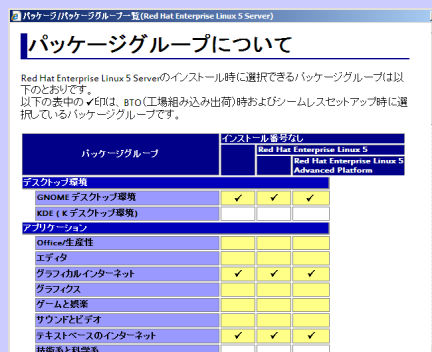 パッケージ/パッケージグループ一覧(Red Hat Enterprise Linux 5 Server)
パッケージグループについて
Red Hat Enterprise Linux 5 Serverのインストール時に選択できるパッケージグループは以
下のとおりです。
以下の表中の✓印は、BTO(工場組み込み出荷)時およびシームレスセットアップ時に選
択しているパッケージグループです。
パッケージグループ
インストール番号なし
Red Hat Enterprise Linux 5
Red Hat Enterprise Linux 5
Advanced Platform
デスクトップ環境
GNOME デスクトップ環境 ✓ ✓ ✓
KDE ( K デスクトップ環境)
アプリケーション
Office/生産性
エディタ
グラフィカルインターネット ✓ ✓ ✓
グラフィクス
ゲームと娯楽
サウンドとビデオ
テキストベースのインターネット ✓ ✓ ✓
技術系と科学系